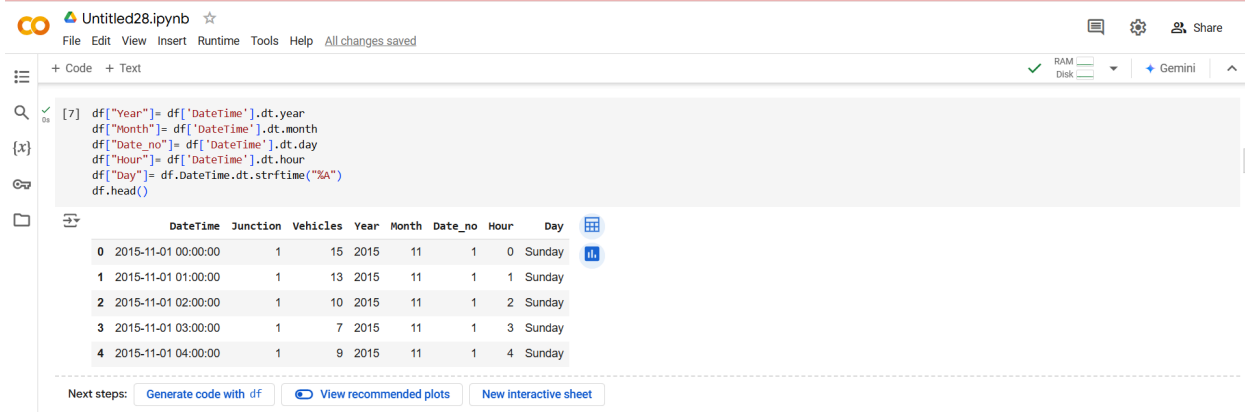 Untitled28.ipynb
File Edit View Insert Runtime Tools Help All changes saved
Share
+ Code + Text
RAM
Disk
Gemini
0s
[7] df["Year"]= df['DateTime'].dt.year
df["Month"]= df['DateTime'].dt.month
df["Date_no"]= df['DateTime'].dt.day
df["Hour"]= df['DateTime'].dt.hour
df["Day"]= df.DateTime.dt.strftime("%A")
df.head()
{x}
DateTime Junction Vehicles Year Month Date_no Hour Day
0 2015-11-01 00:00:00 1 15 2015 11 1 0 Sunday
1 2015-11-01 01:00:00 1 13 2015 11 1 1 Sunday
2 2015-11-01 02:00:00 1 10 2015 11 1 2 Sunday
3 2015-11-01 03:00:00 1 7 2015 11 1 3 Sunday
4 2015-11-01 04:00:00 1 9 2015 11 1 4 Sunday
Next steps: Generate code with df View recommended plots New interactive sheet